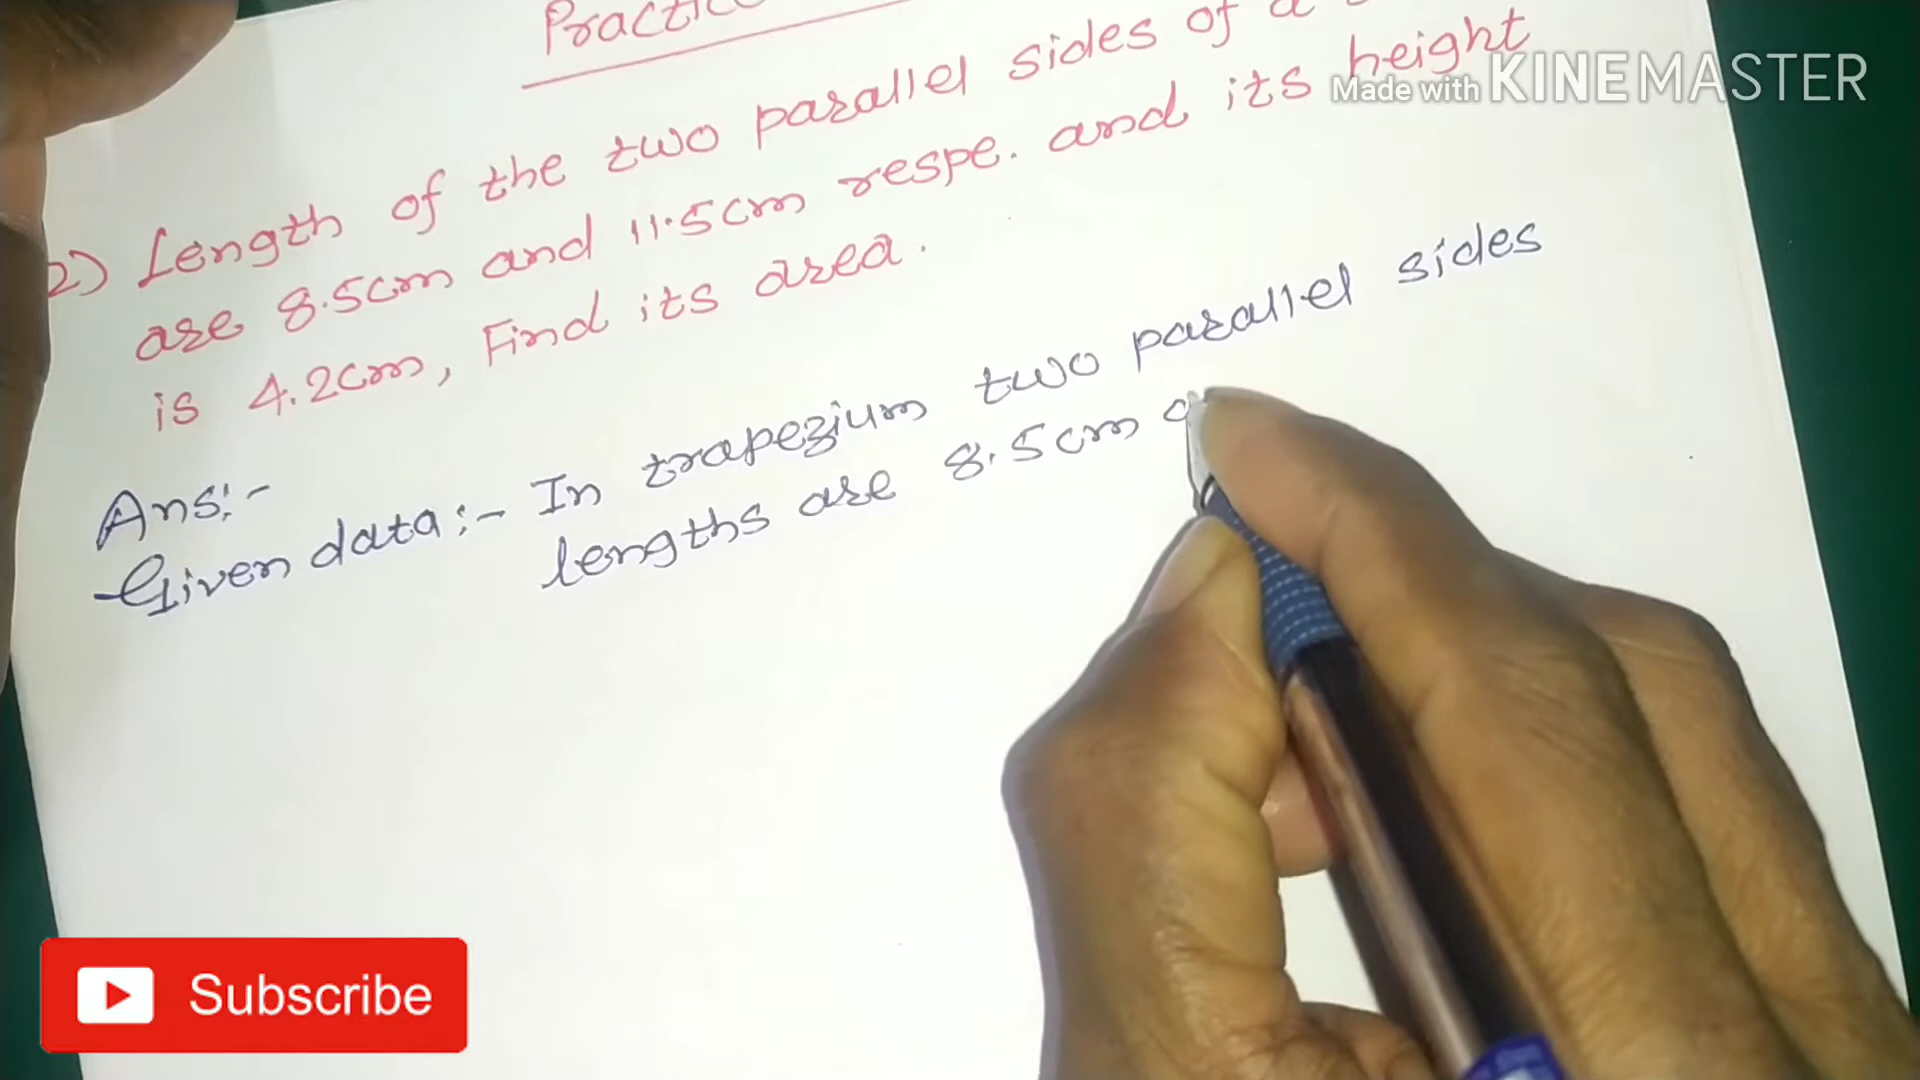 Practice
2) Length of the two parallel sides of a
are 8.5cm and 11.5cm respe. and its height
is 4.2cm, Find its area.
Ans:-
Given data:- In trapezium two parallel sides
lengths are 8.5cm a
Made with KINEMASTER
Subscribe